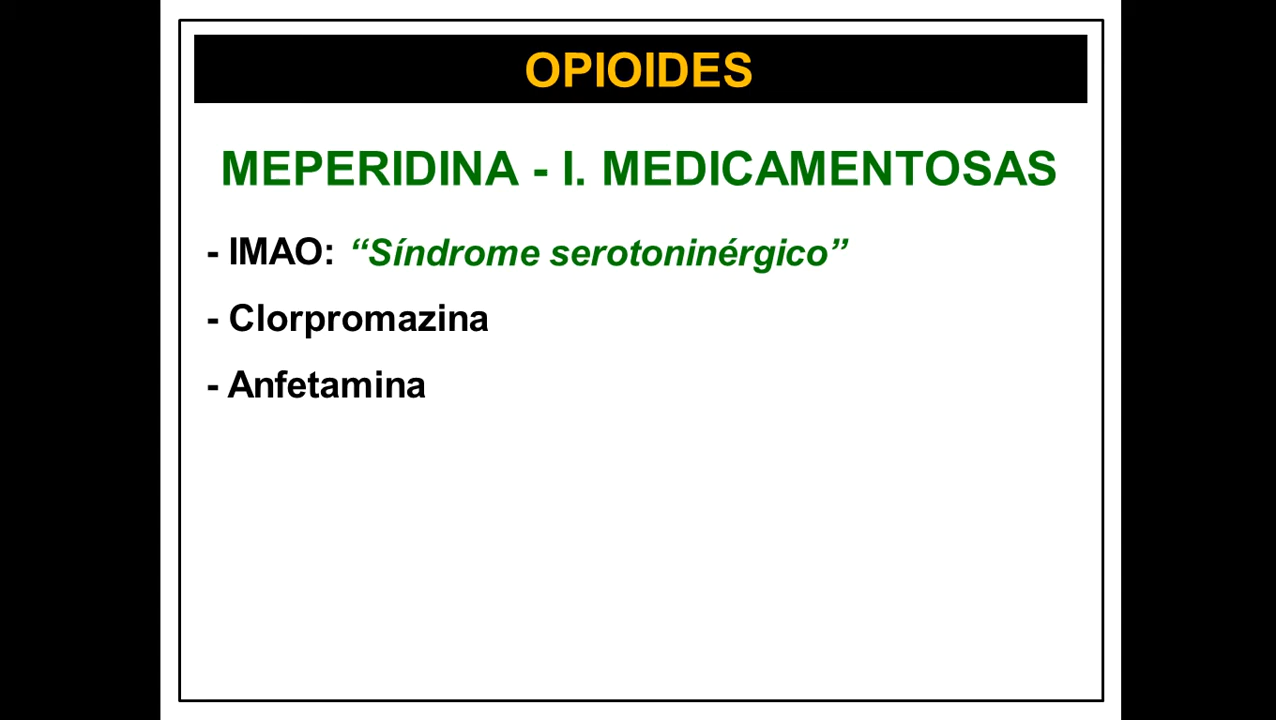 OPIOIDES
MEPERIDINA - I. MEDICAMENTOSAS
- IMAO: “Síndrome serotoninérgico”
- Clorpromazina
- Anfetamina